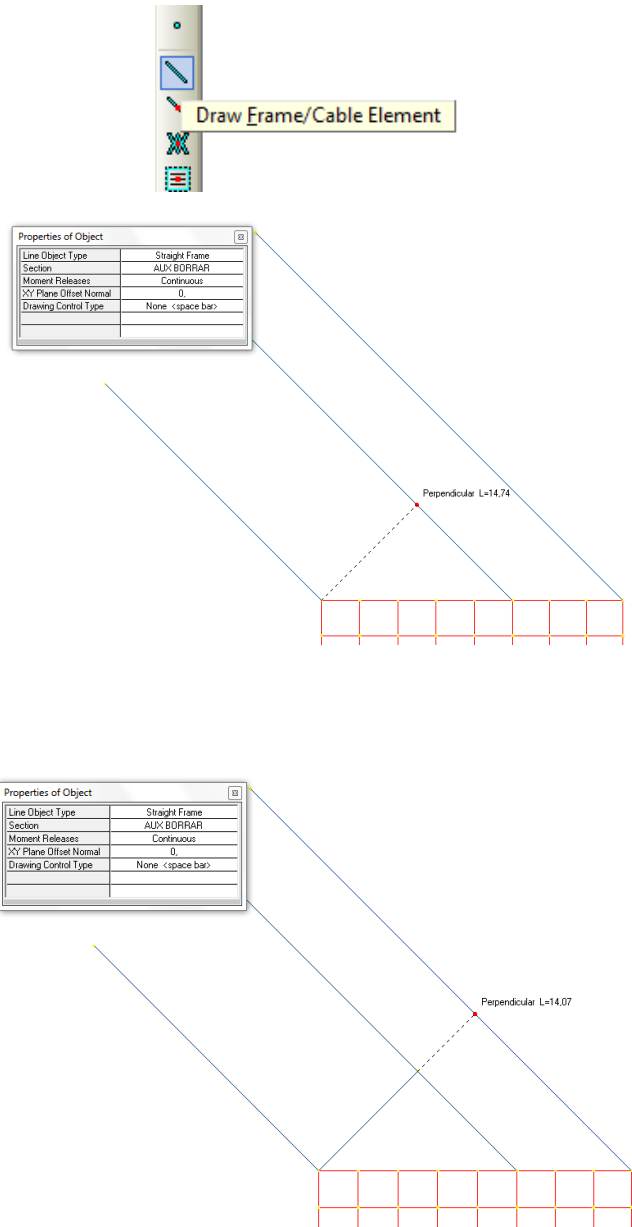 Draw Frame/Cable Element
Properties of Object
Line Object Type Straight Frame
Section AUX BORRAR
Moment Releases Continuous
XY Plane Offset Normal 0,
Drawing Control Type None <space bar>
Perpendicular L=14,74
Properties of Object
Line Object Type Straight Frame
Section AUX BORRAR
Moment Releases Continuous
XY Plane Offset Normal 0,
Drawing Control Type None <space bar>
Perpendicular L=14,07